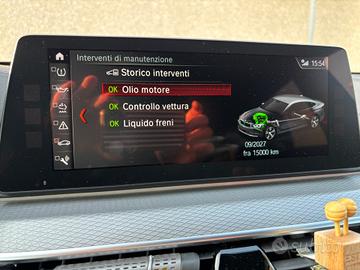 Interventi di manutenzione
15:54
Storico interventi
OK Olio motore
OK Controllo vettura
OK Liquido freni
09/2027
fra 15000 km